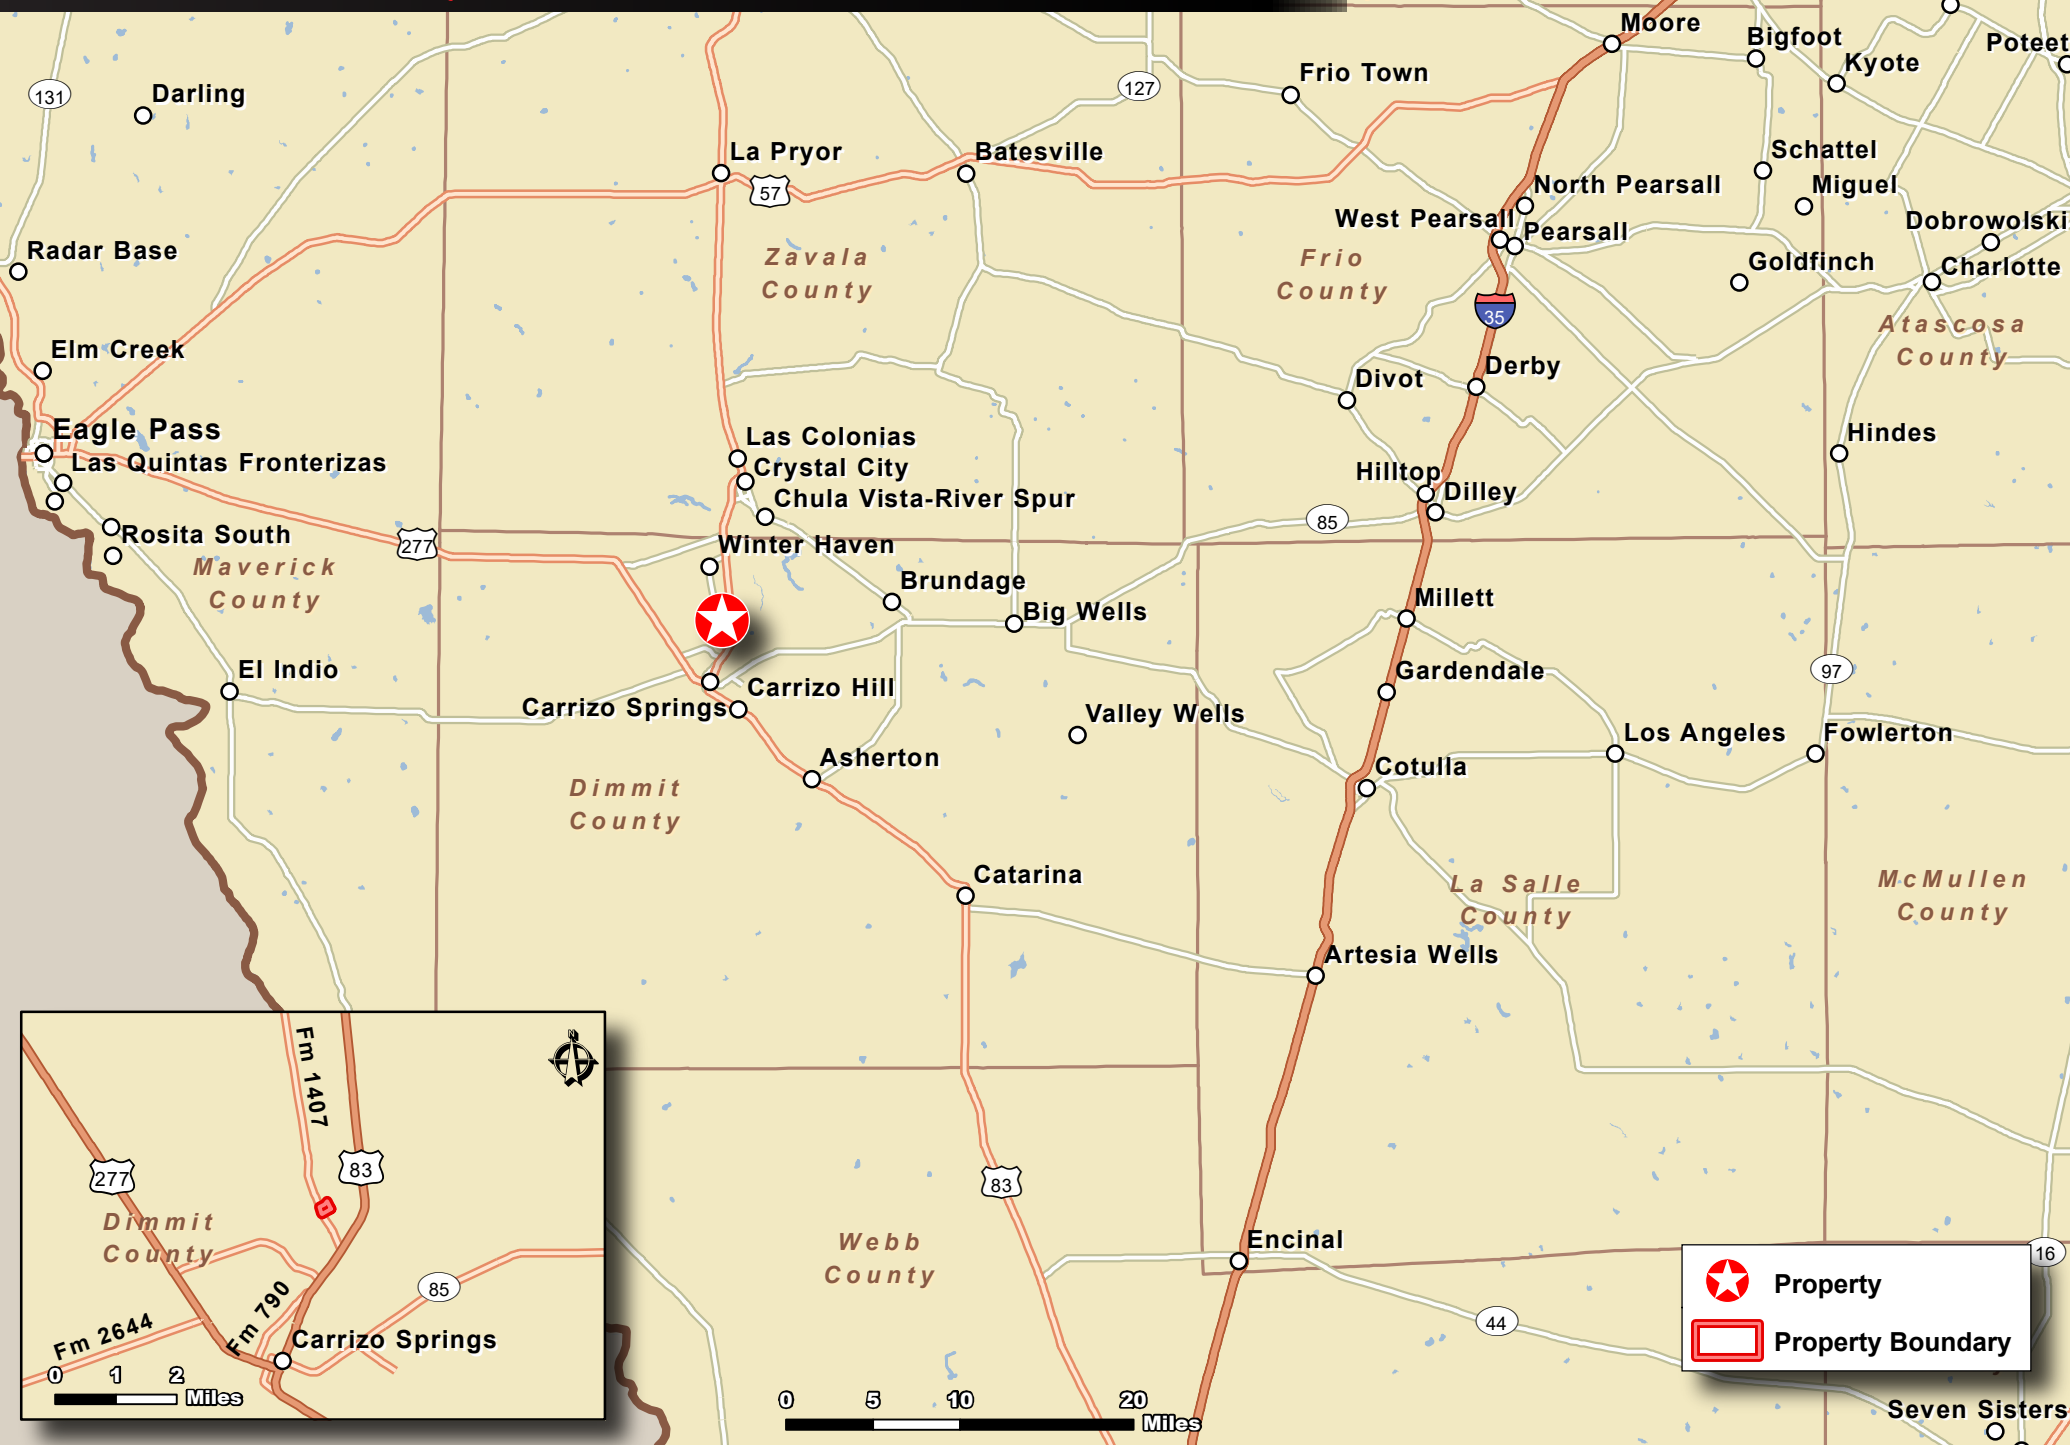 Moore
Bigfoot
Poteet
Kyote
Frio Town
127
131
Darling
La Pryor
Batesville
57
Schattel
North Pearsall
Miguel
West Pearsall
Pearsall
Dobrowolski
Radar Base
Zavala
County
Frio
County
Goldfinch
Charlotte
35
Atascosa
County
Elm Creek
Derby
Divot
Eagle Pass
Las Colonias
Hindes
Las Quintas Fronterizas
Crystal City
Hilltop
Dilley
Chula Vista-River Spur
85
Rosita South
277
Winter Haven
Maverick
County
Brundage
Big Wells
Millett
El Indio
Gardendale
97
Carrizo Hill
Carrizo Springs
Valley Wells
Los Angeles
Fowlerton
Asherton
Cotulla
Dimmit
County
Catarina
La Salle
County
McMullen
County
Artesia Wells
Fm 1407
277
83
83
Dimmit
County
Webb
County
Encinal
16
85
Fm 790
Fm 2644
Carrizo Springs
44
0 1 2
Miles
0 5 10 20
Miles
Property
Property Boundary
Seven Sisters